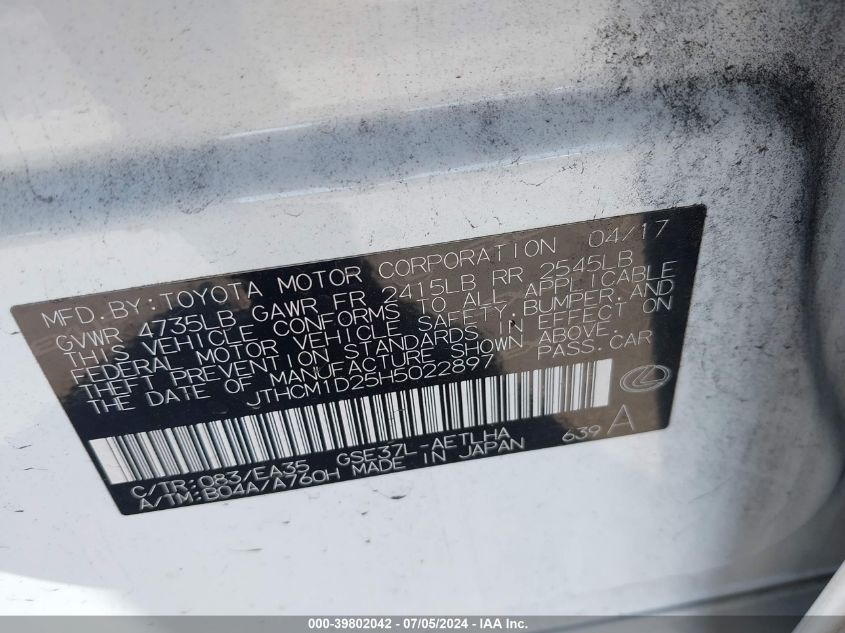 MFD.BY:TOYOTA MOTOR CORPORATION 04/17
GVWR 4735LB GAWR FR 2415LB RR 2545LB
THIS VEHICLE CONFORMS TO ALL APPLICABLE
FEDERAL MOTOR VEHICLE SAFETY,BUMPER,AND
THEFT PREVENTION STANDARDS IN EFFECT ON
THE DATE OF MANUFACTURE SHOWN ABOVE.
JTHCM1D25H5022897 PASS.CAR
639 A
C/TR:083/EA35 GSE37L-AETLHA
A/TM:B04A/A760H MADE IN JAPAN
000-39802042 - 07/05/2024 - IAA Inc.